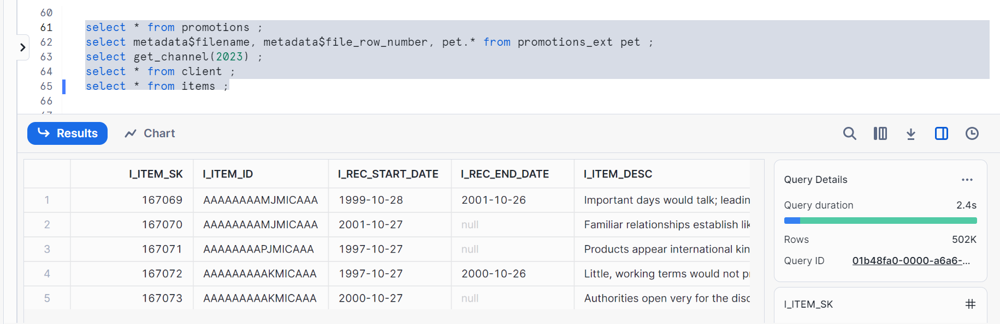 60
61 select * from promotions ;
62 select metadata$filename, metadata$file_row_number, pet.* from promotions_ext pet ;
63 select get_channel(2023) ;
64 select * from client ;
65 select * from items ;
66
Results Chart
I_ITEM_SK I_ITEM_ID I_REC_START_DATE I_REC_END_DATE I_ITEM_DESC
1 167069 AAAAAAAAMJMICAAA 1999-10-28 2001-10-26 Important days would talk; leadin
2 167070 AAAAAAAAMJMICAAA 2001-10-27 null Familiar relationships establish lik
3 167071 AAAAAAAAPJMICAAA 1997-10-27 null Products appear international kin
4 167072 AAAAAAAAAKMICAAA 1997-10-27 2000-10-26 Little, working terms would not p
5 167073 AAAAAAAAAKMICAAA 2000-10-27 null Authorities open very for the disc
Query Details ...
Query duration 2.4s
Rows 502K
Query ID 01b48fa0-0000-a6a6-...
I_ITEM_SK #